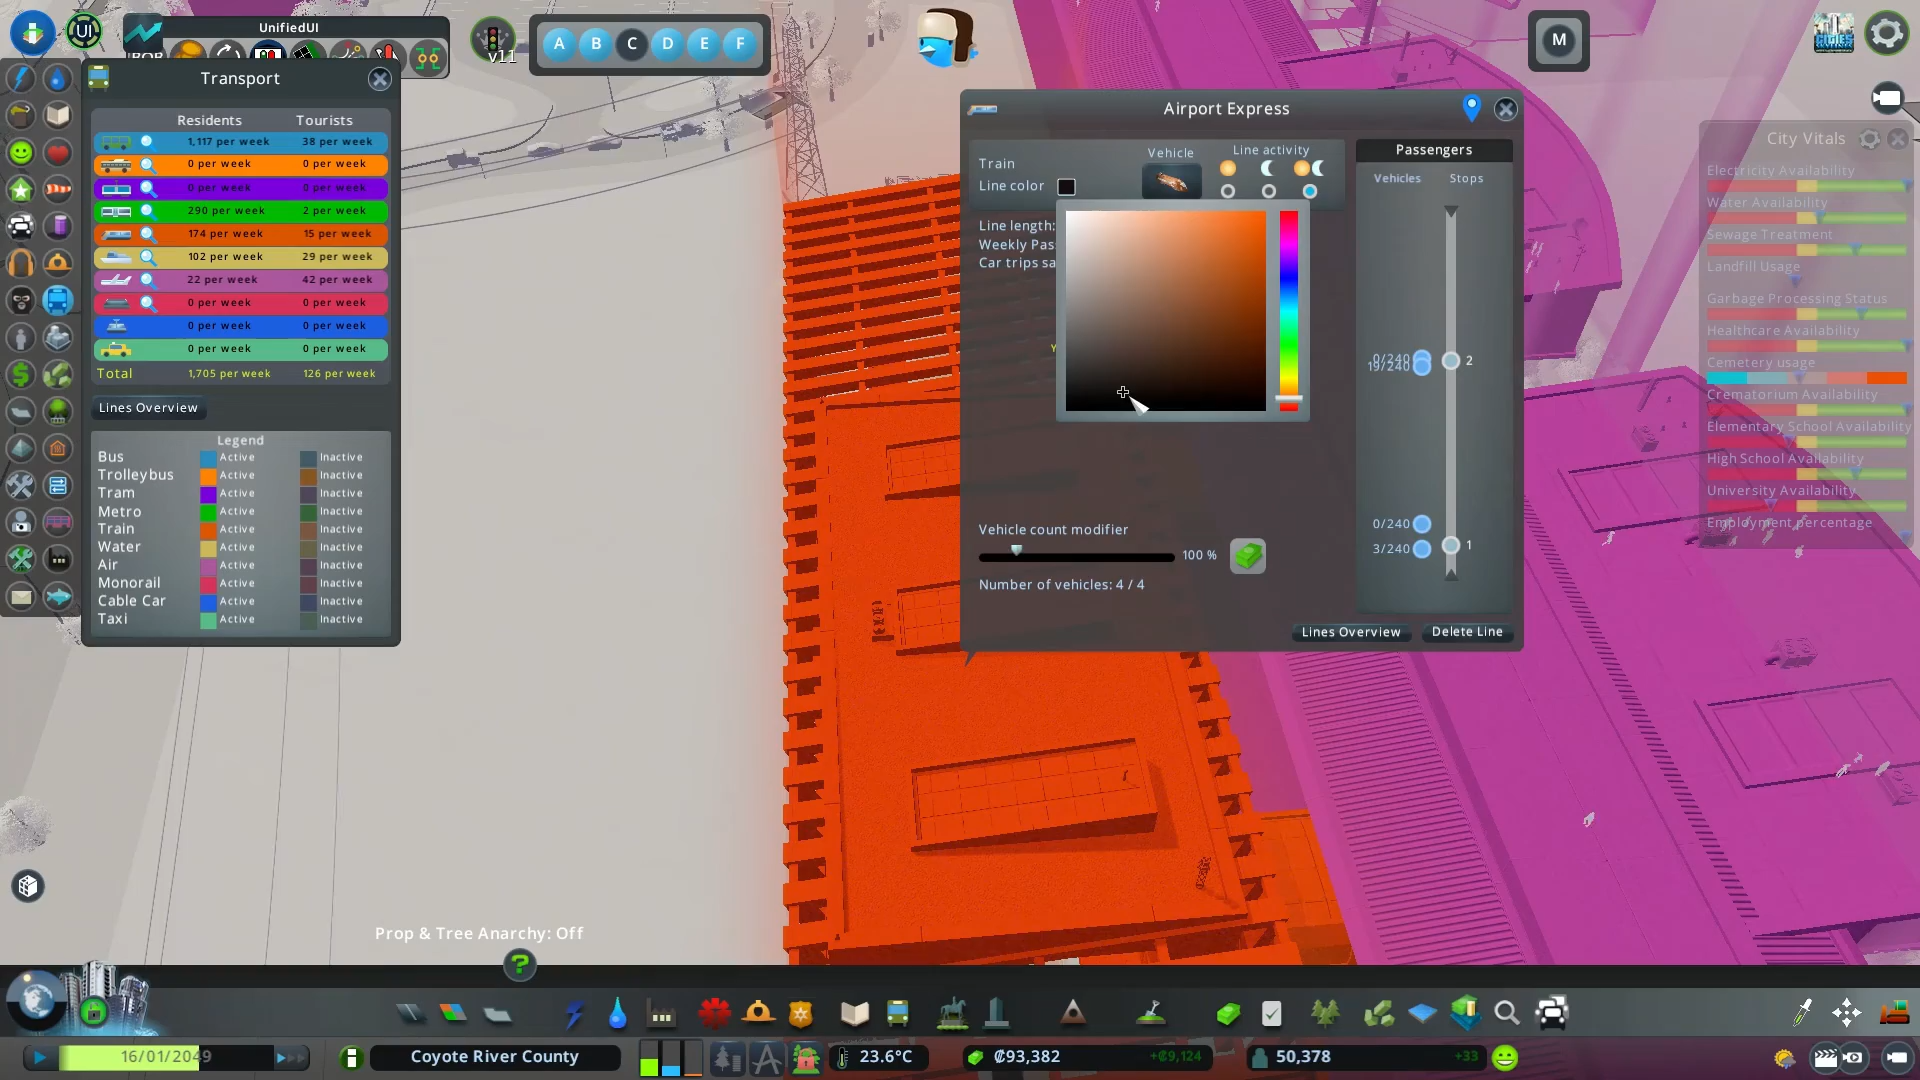 UnifiedUI
UI
BOB
v11
A B C D E F
M
Transport
Residents Tourists
1,117 per week 38 per week
0 per week 0 per week
0 per week 0 per week
290 per week 2 per week
174 per week 15 per week
102 per week 29 per week
22 per week 42 per week
0 per week 0 per week
0 per week 0 per week
0 per week 0 per week
Total 1,705 per week 126 per week
Lines Overview
Legend
Bus Active Inactive
Trolleybus Active Inactive
Tram Active Inactive
Metro Active Inactive
Train Active Inactive
Water Active Inactive
Air Active Inactive
Monorail Active Inactive
Cable Car Active Inactive
Taxi Active Inactive
Airport Express
Train
Line color
Vehicle
Line activity
Line length:
Weekly Pas
Car trips sa
Vehicle count modifier
100 %
Number of vehicles: 4 / 4
Passengers
Vehicles Stops
0/240
19/240
2
0/240
3/240
1
Lines Overview
Delete Line
CITIES
City Vitals
Electricity Availability
Water Availability
Sewage Treatment
Landfill Usage
Garbage Processing Status
Healthcare Availability
Cemetery usage
Crematorium Availability
Elementary School Availability
High School Availability
University Availability
Employment percentage
Prop & Tree Anarchy: Off
?
16/01/2049
Coyote River County
23.6°C
₡93,382
+₡9,124
50,378
+33